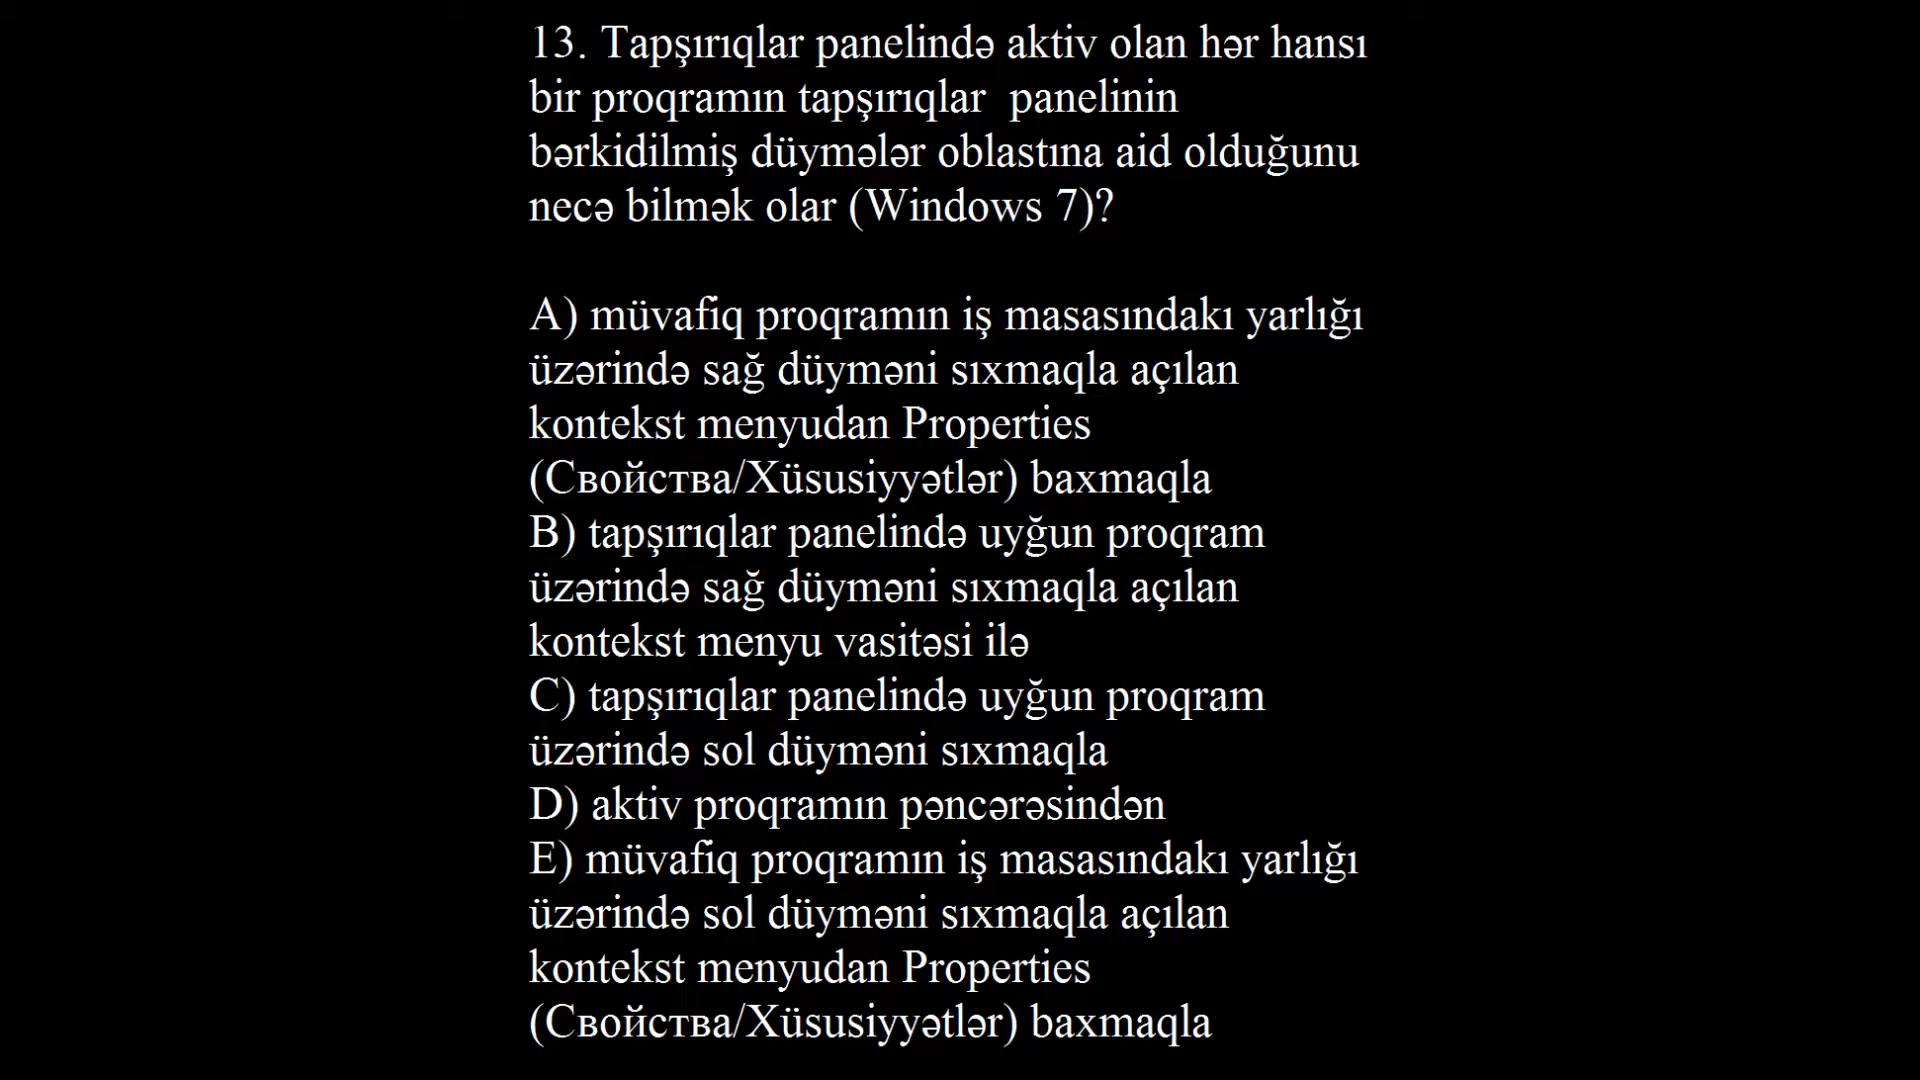 13. Tapşırıqlar panelində aktiv olan hər hansı
bir proqramın tapşırıqlar  panelinin
bərkidilmiş düymələr oblastına aid olduğunu
necə bilmək olar (Windows 7)?
A) müvafiq proqramın iş masasındakı yarlığı
üzərində sağ düyməni sıxmaqla açılan
kontekst menyudan Properties
(Свойства/Xüsusiyyətlər) baxmaqla
B) tapşırıqlar panelində uyğun proqram
üzərində sağ düyməni sıxmaqla açılan
kontekst menyu vasitəsi ilə
C) tapşırıqlar panelində uyğun proqram
üzərində sol düyməni sıxmaqla
D) aktiv proqramın pəncərəsindən
E) müvafiq proqramın iş masasındakı yarlığı
üzərində sol düyməni sıxmaqla açılan
kontekst menyudan Properties
(Свойства/Xüsusiyyətlər) baxmaqla